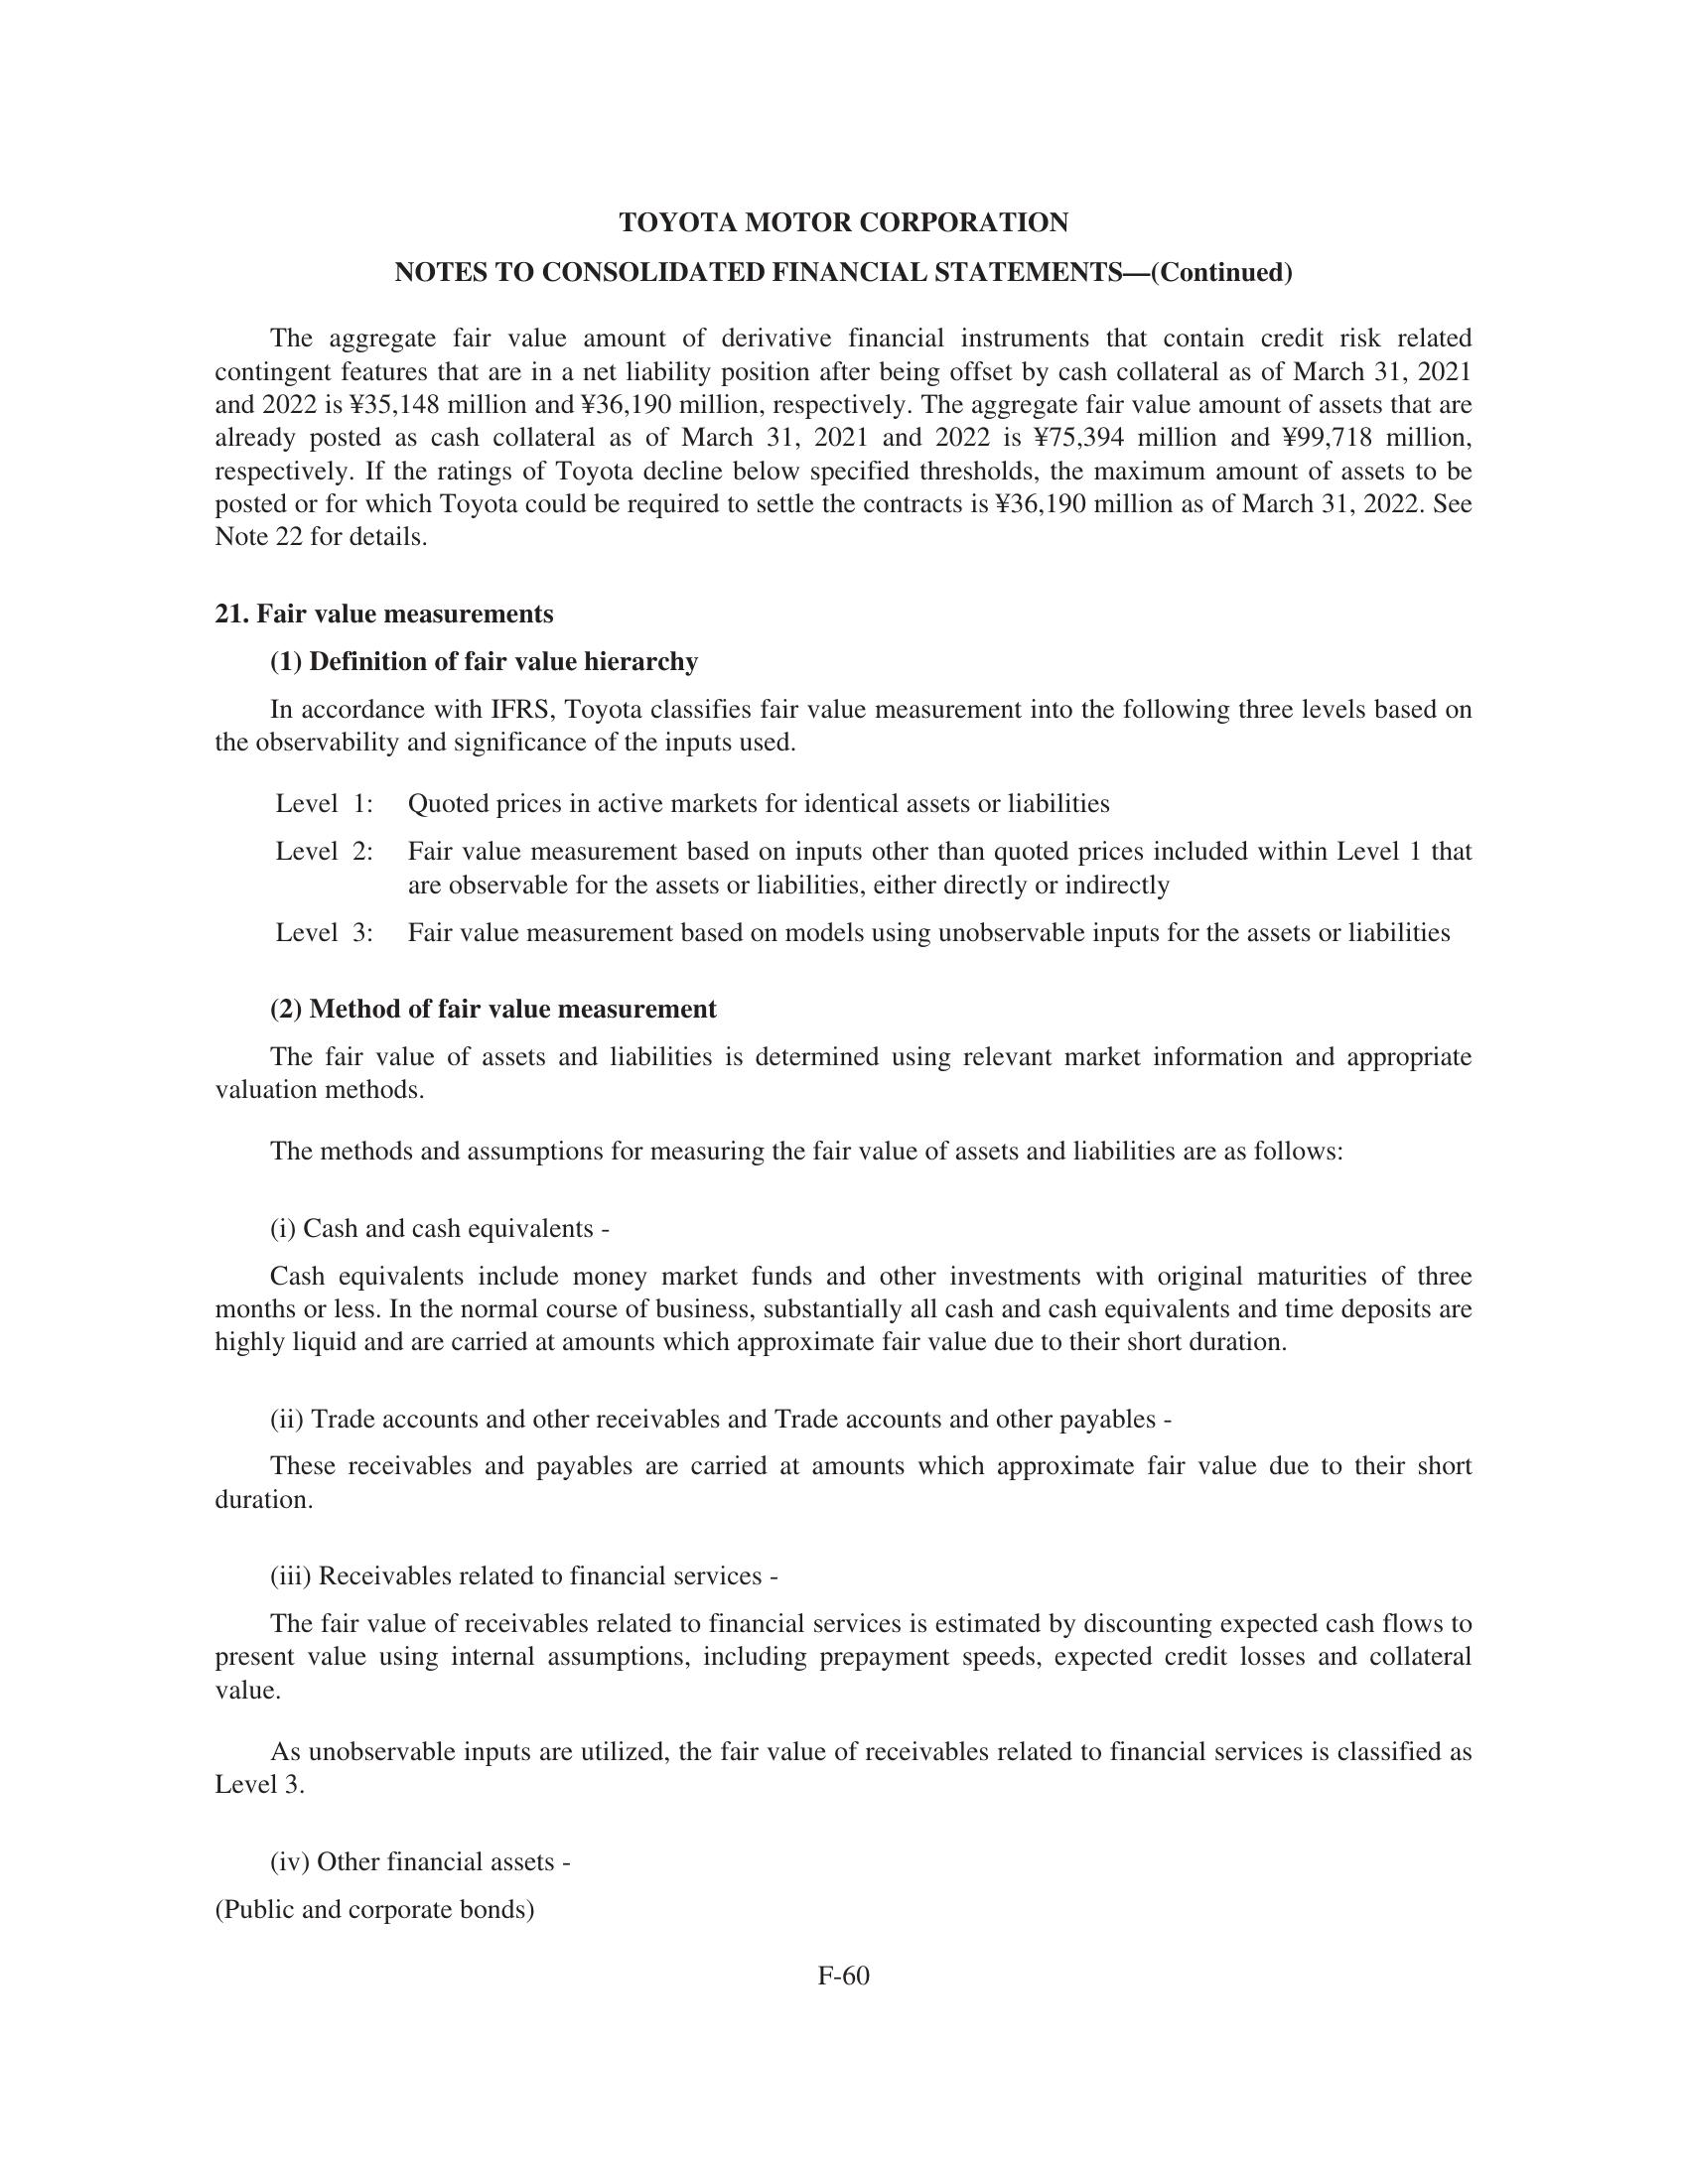 TOYOTA MOTOR CORPORATION
NOTES TO CONSOLIDATED FINANCIAL STATEMENTS—(Continued)
The aggregate fair value amount of derivative financial instruments that contain credit risk related
contingent features that are in a net liability position after being offset by cash collateral as of March 31, 2021
and 2022 is ¥35,148 million and ¥36,190 million, respectively. The aggregate fair value amount of assets that are
already posted as cash collateral as of March 31, 2021 and 2022 is ¥75,394 million and ¥99,718 million,
respectively. If the ratings of Toyota decline below specified thresholds, the maximum amount of assets to be
posted or for which Toyota could be required to settle the contracts is ¥36,190 million as of March 31, 2022. See
Note 22 for details.
21. Fair value measurements
(1) Definition of fair value hierarchy
In accordance with IFRS, Toyota classifies fair value measurement into the following three levels based on
the observability and significance of the inputs used.
Level 1: Quoted prices in active markets for identical assets or liabilities
Level 2: Fair value measurement based on inputs other than quoted prices included within Level 1 that
are observable for the assets or liabilities, either directly or indirectly
Level 3: Fair value measurement based on models using unobservable inputs for the assets or liabilities
(2) Method of fair value measurement
The fair value of assets and liabilities is determined using relevant market information and appropriate
valuation methods.
The methods and assumptions for measuring the fair value of assets and liabilities are as follows:
(i) Cash and cash equivalents -
Cash equivalents include money market funds and other investments with original maturities of three
months or less. In the normal course of business, substantially all cash and cash equivalents and time deposits are
highly liquid and are carried at amounts which approximate fair value due to their short duration.
(ii) Trade accounts and other receivables and Trade accounts and other payables -
These receivables and payables are carried at amounts which approximate fair value due to their short
duration.
(iii) Receivables related to financial services -
The fair value of receivables related to financial services is estimated by discounting expected cash flows to
present value using internal assumptions, including prepayment speeds, expected credit losses and collateral
value.
As unobservable inputs are utilized, the fair value of receivables related to financial services is classified as
Level 3.
(iv) Other financial assets -
(Public and corporate bonds)
F-60